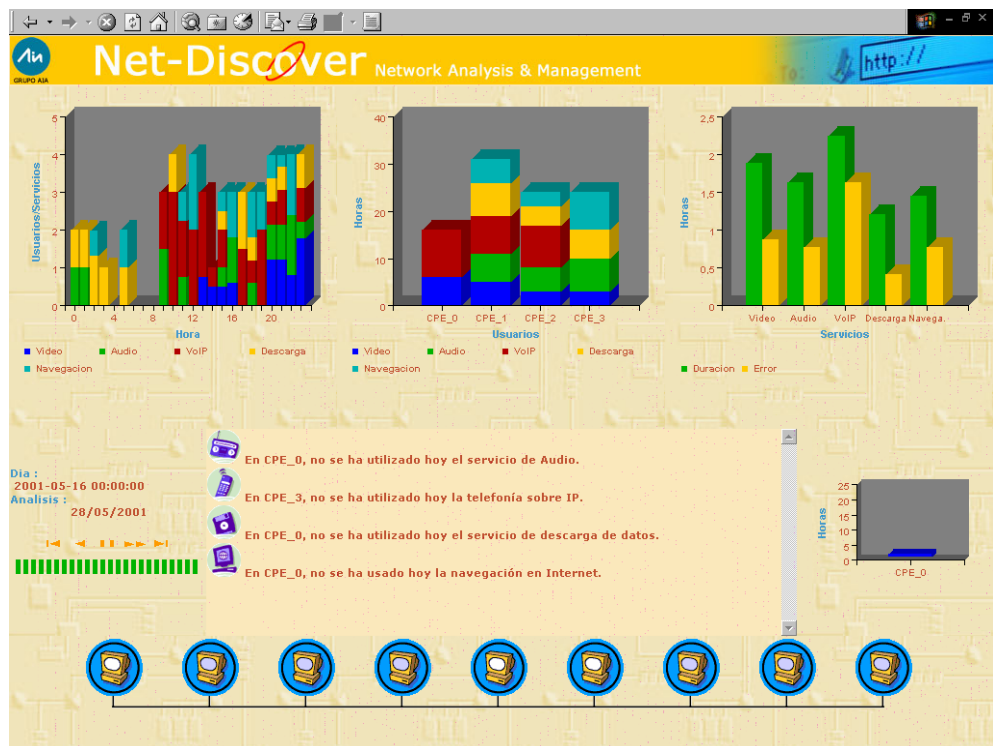 Ain
GRUPO AIA
Net-Discover Network Analysis & Management
To:
http://
5
4
3
2
1
0
Usuarios/Servicios
0 4 8 12 16 20
Hora
Video Audio VoIP Descarga
Navegacion
40
30
20
10
0
Horas
CPE_0 CPE_1 CPE_2 CPE_3
Usuarios
Video Audio VoIP Descarga
Navegacion
2,5
2
1,5
1
0,5
0
Horas
Video Audio VoIP Descarga Navega.
Servicios
Duracion Error
Dia :
2001-05-16 00:00:00
Analisis :
28/05/2001
En CPE_0, no se ha utilizado hoy el servicio de Audio.
En CPE_3, no se ha utilizado hoy la telefonía sobre IP.
En CPE_0, no se ha utilizado hoy el servicio de descarga de datos.
En CPE_0, no se ha usado hoy la navegación en Internet.
25
20
15
10
5
0
Horas
CPE_0